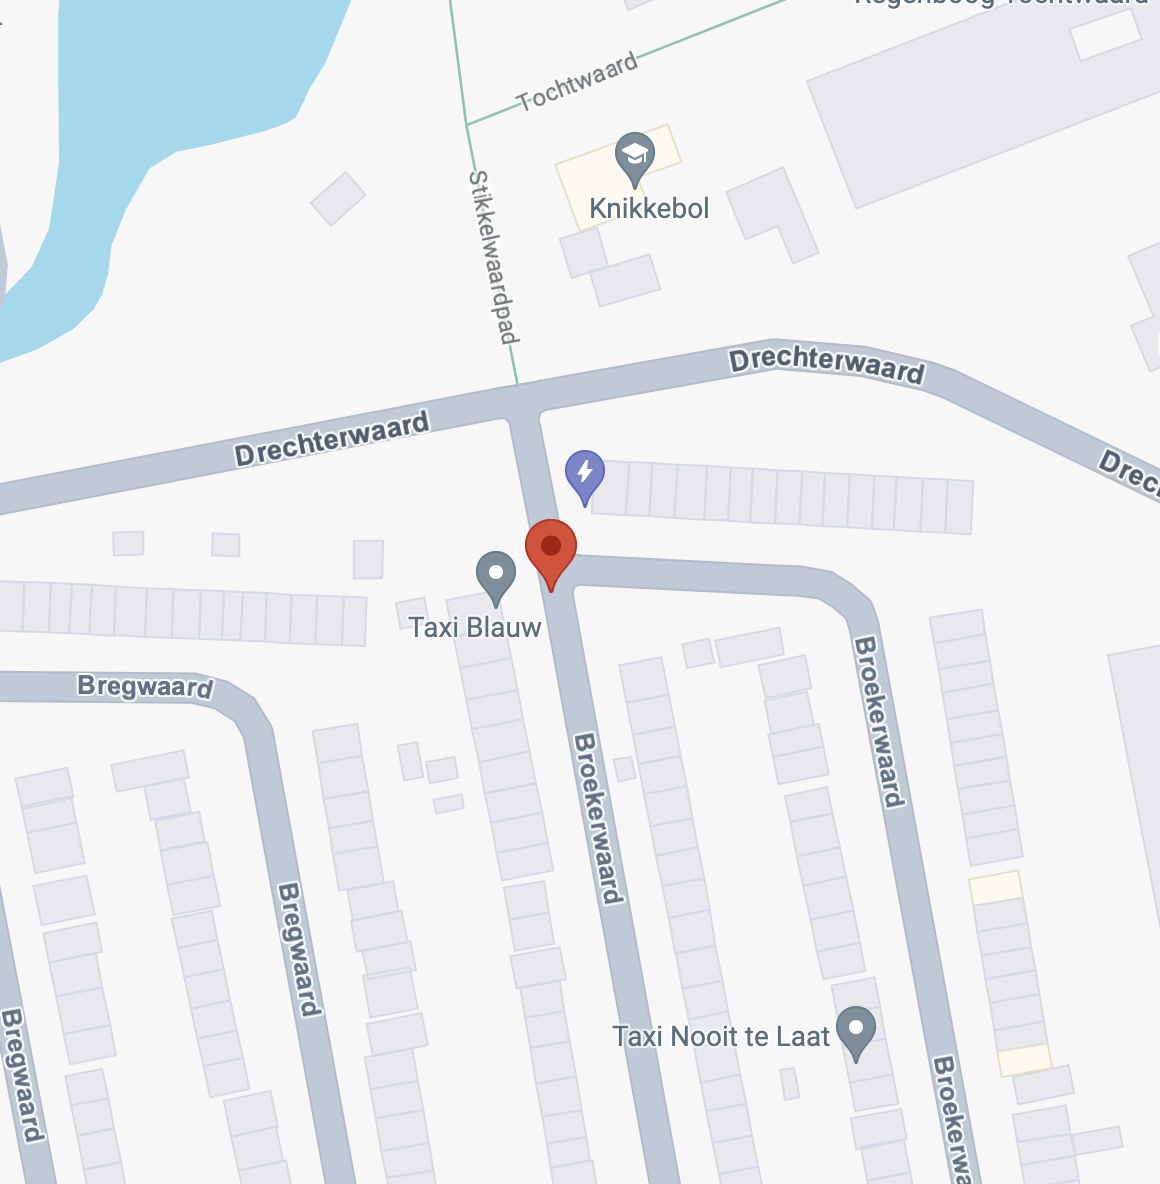 Regenboog Tochtwaard
Tochtwaard
Stikkelwaardpad
Knikkebol
Drechterwaard
Drechterwaard
Drec
Taxi Blauw
Bregwaard
Broekerwaard
Broekerwaard
Bregwaard
Bregwaard
Taxi Nooit te Laat
Broekerwa